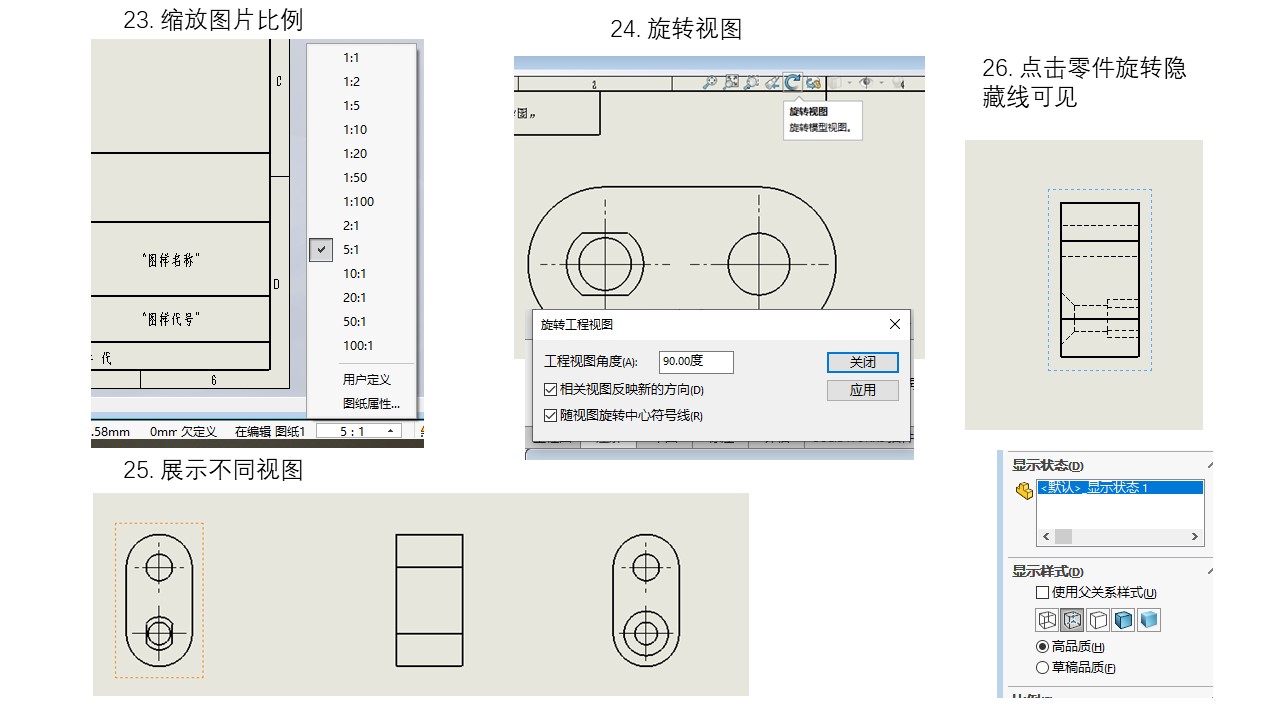 23. 缩放图片比例
C
1:1
1:2
1:5
1:10
1:20
1:50
1:100
2:1
5:1
10:1
20:1
50:1
100:1
用户定义
图纸属性...
“图样名称”
D
“图样代号”
代
6
.58mm 0mm 欠定义 在编辑 图纸1 5 : 1
24. 旋转视图
2
4
图”
旋转视图
旋转模型视图。
旋转工程视图
工程视图角度(A): 90.00度 关闭
相关视图反映新的方向(D) 应用
随视图旋转中心符号线(R)
25. 展示不同视图
26. 点击零件旋转隐
藏线可见
显示状态(D)
<默认>_显示状态 1
显示样式(D)
使用父关系样式(U)
高品质(H)
草稿品质(F)